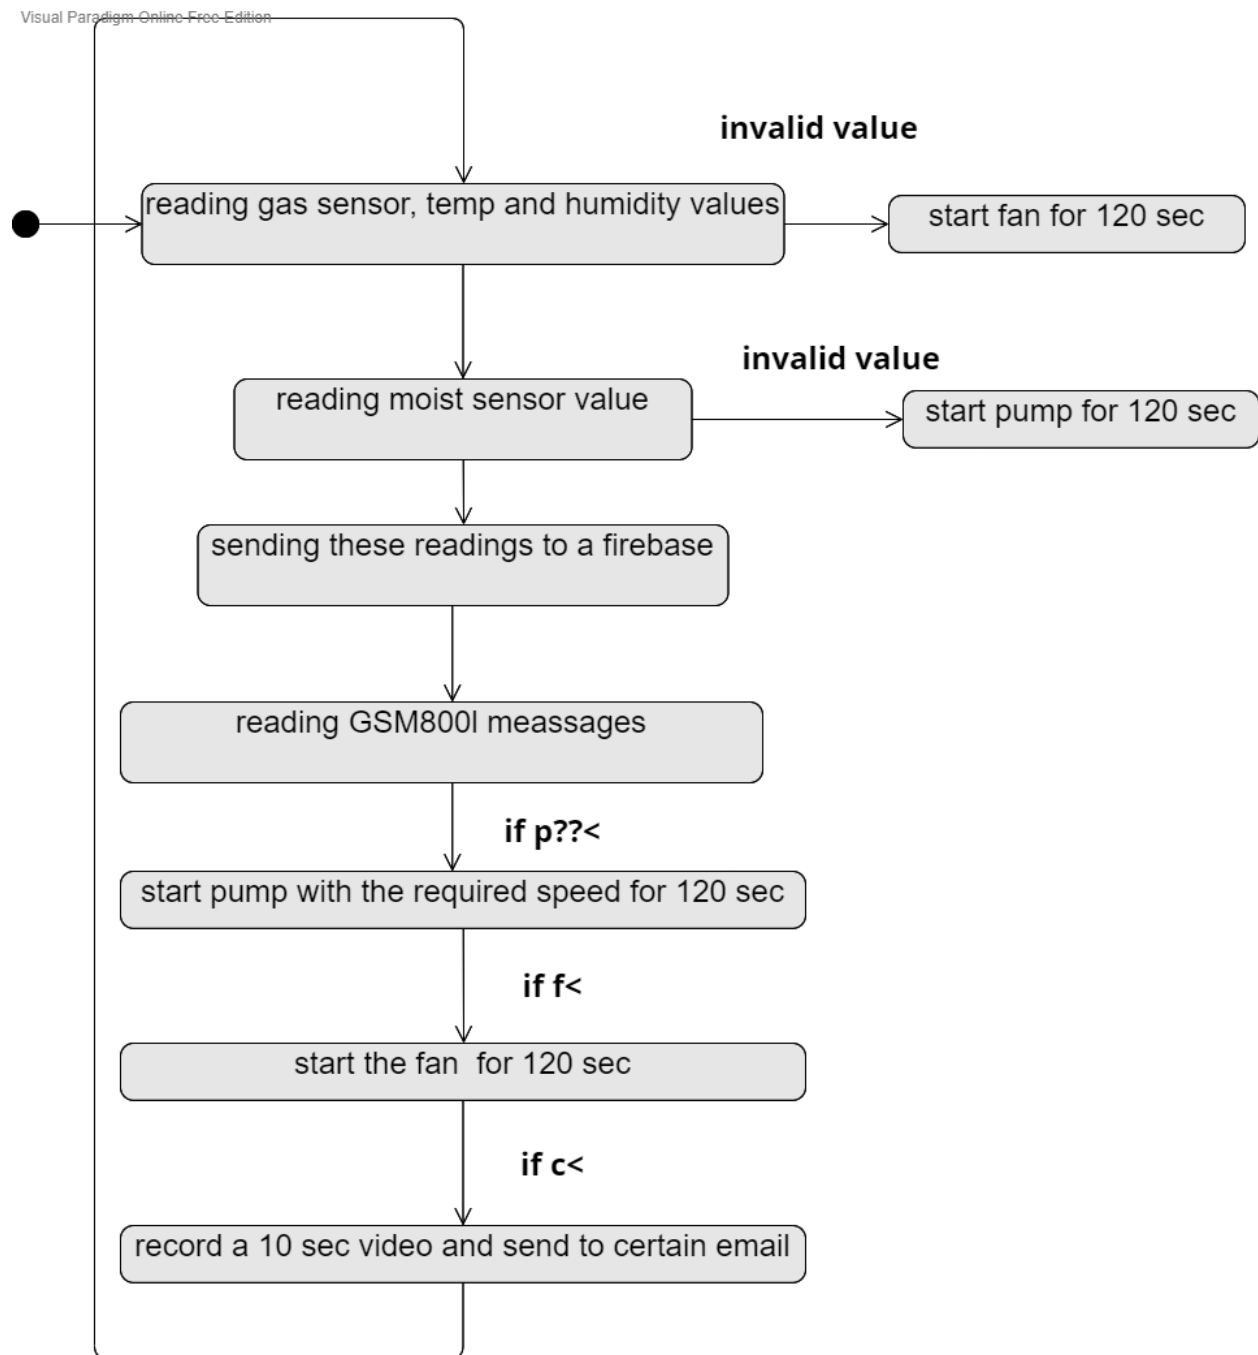 Visual Paradigm Online Free Edition
invalid value
reading gas sensor, temp and humidity values
start fan for 120 sec
invalid value
reading moist sensor value
start pump for 120 sec
sending these readings to a firebase
reading GSM800l meassages
if p??<
start pump with the required speed for 120 sec
if f<
start the fan  for 120 sec
if c<
record a 10 sec video and send to certain email